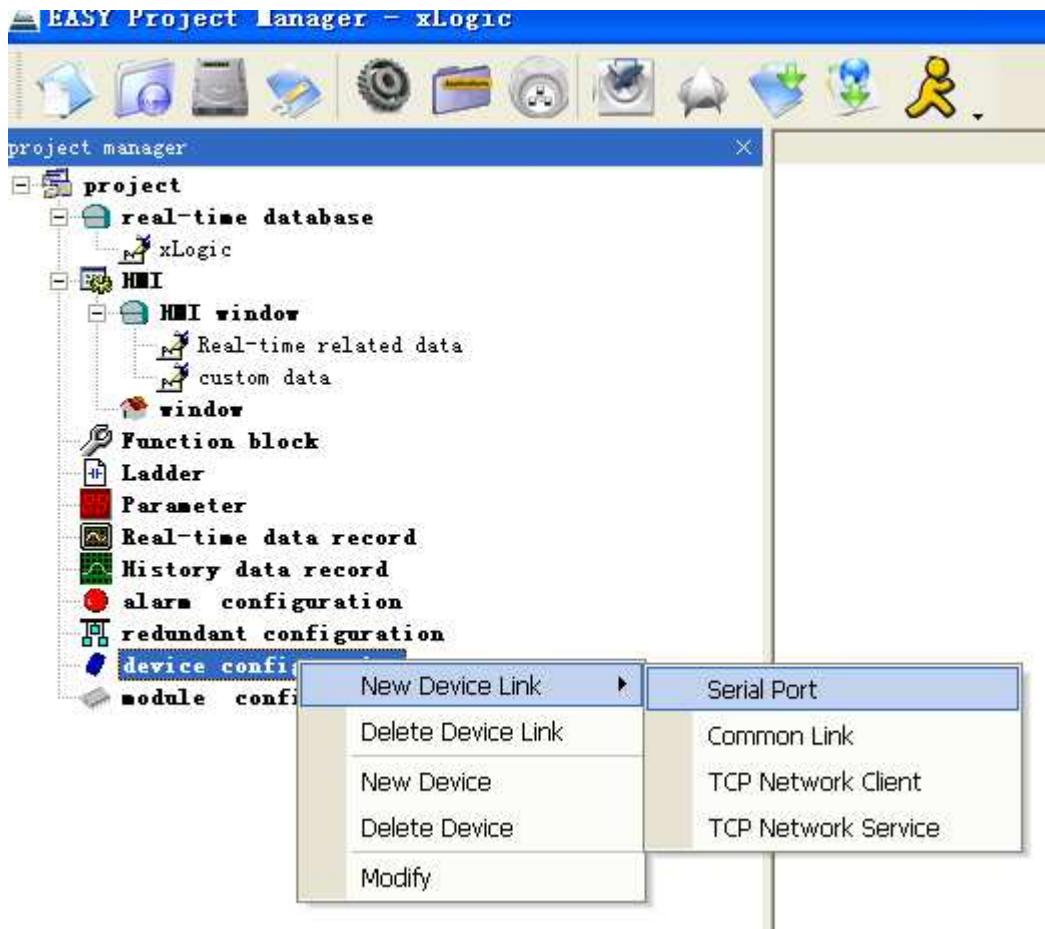 EASY Project Manager - xLogic
project manager
project
real-time database
xLogic
HMI
HMI window
Real-time related data
custom data
window
Function block
Ladder
Parameter
Real-time data record
History data record
alarm configuration
redundant configuration
device confi
module confi
New Device Link
Delete Device Link
New Device
Delete Device
Modify
Serial Port
Common Link
TCP Network Client
TCP Network Service